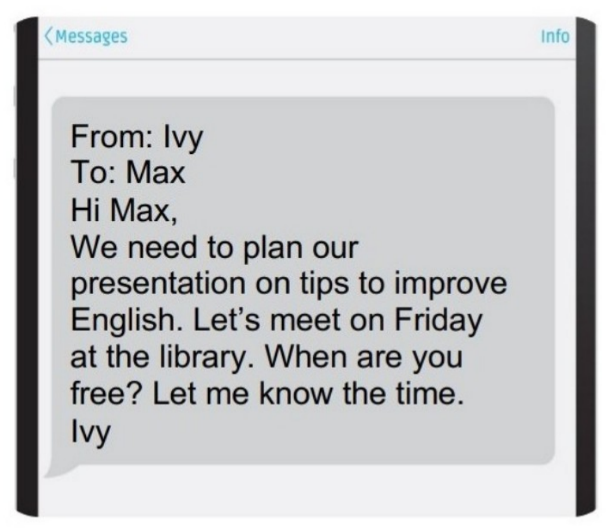 Messages
Info
From: Ivy
To: Max
Hi Max,
We need to plan our
presentation on tips to improve
English. Let's meet on Friday
at the library. When are you
free? Let me know the time.
Ivy